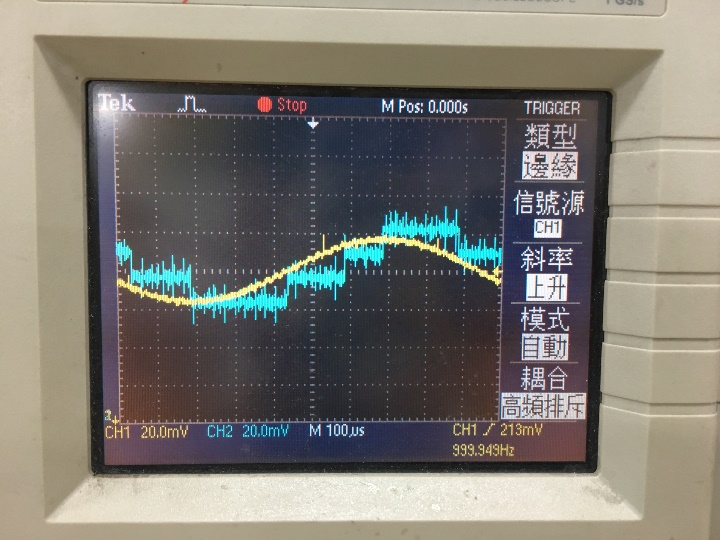 1 GS/s
Tek Stop M Pos: 0.000s TRIGGER
類型
邊緣
信號源
CH1
斜率
上升
模式
自動
耦合
高頻排斥
CH1 20.0mV CH2 20.0mV M 100µs CH1 213mV
999.949Hz